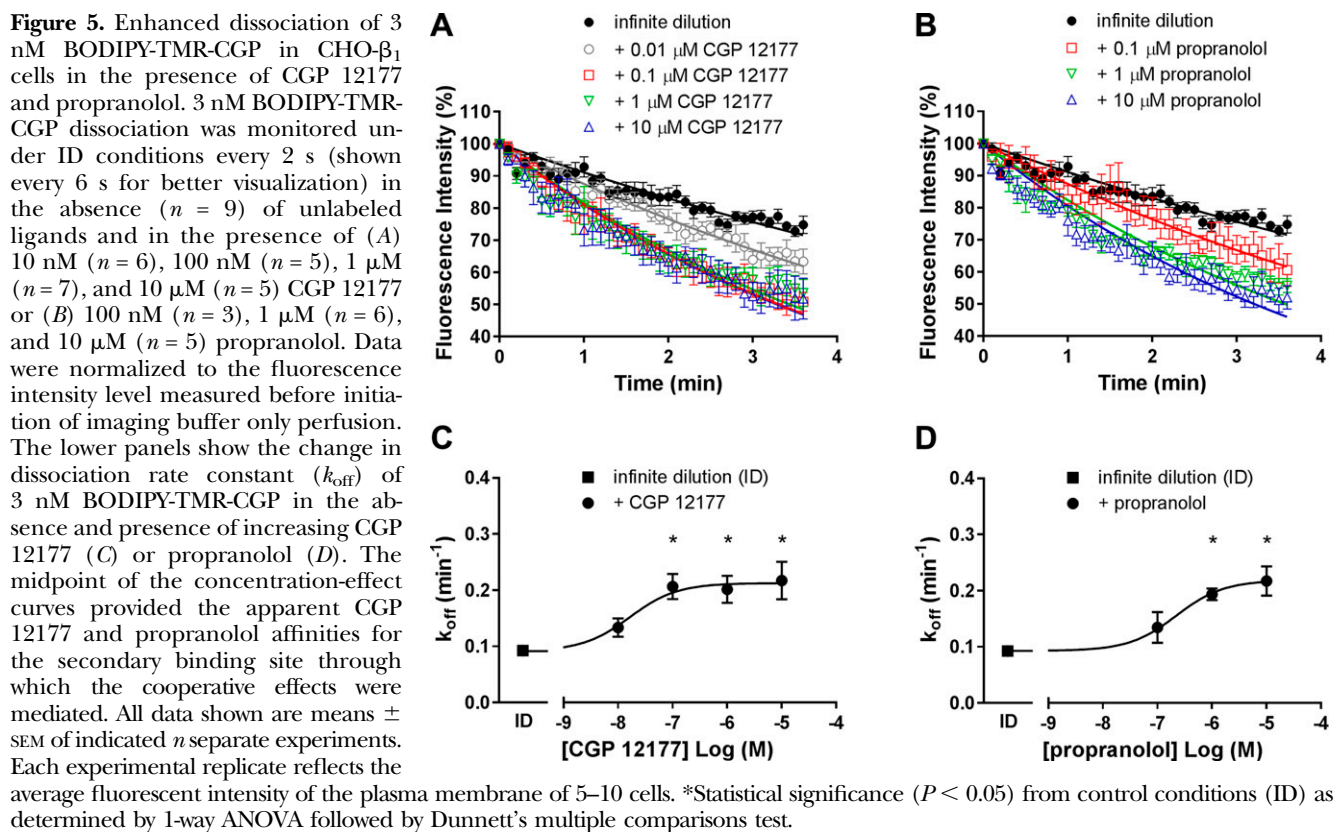 Figure 5. Enhanced dissociation of 3
nM BODIPY-TMR-CGP in CHO-β1
cells in the presence of CGP 12177
and propranolol. 3 nM BODIPY-TMR-
CGP dissociation was monitored un-
der ID conditions every 2 s (shown
every 6 s for better visualization) in
the absence (n = 9) of unlabeled
ligands and in the presence of (A)
10 nM (n = 6), 100 nM (n = 5), 1 μM
(n = 7), and 10 μM (n = 5) CGP 12177
or (B) 100 nM (n = 3), 1 μM (n = 6),
and 10 μM (n = 5) propranolol. Data
were normalized to the fluorescence
intensity level measured before initia-
tion of imaging buffer only perfusion.
The lower panels show the change in
dissociation rate constant (koff) of
3 nM BODIPY-TMR-CGP in the ab-
sence and presence of increasing CGP
12177 (C) or propranolol (D). The
midpoint of the concentration-effect
curves provided the apparent CGP
12177 and propranolol affinities for
the secondary binding site through
which the cooperative effects were
mediated. All data shown are means ±
SEM of indicated n separate experiments.
Each experimental replicate reflects the
average fluorescent intensity of the plasma membrane of 5–10 cells. *Statistical significance (P < 0.05) from control conditions (ID) as
determined by 1-way ANOVA followed by Dunnett's multiple comparisons test.
A
infinite dilution
+ 0.01 μM CGP 12177
+ 0.1 μM CGP 12177
+ 1 μM CGP 12177
+ 10 μM CGP 12177
Fluorescence Intensity (%)
110
100
90
80
70
60
50
40
0 1 2 3 4
Time (min)
B
infinite dilution
+ 0.1 μM propranolol
+ 1 μM propranolol
+ 10 μM propranolol
Fluorescence Intensity (%)
110
100
90
80
70
60
50
40
0 1 2 3 4
Time (min)
C
infinite dilution (ID)
+ CGP 12177
koff (min-1)
0.4
0.3
0.2
0.1
0.0
* * *
ID -9 -8 -7 -6 -5
[CGP 12177] Log (M)
D
infinite dilution (ID)
+ propranolol
koff (min-1)
0.4
0.3
0.2
0.1
0.0
* *
ID -9 -8 -7 -6 -5
[propranolol] Log (M)